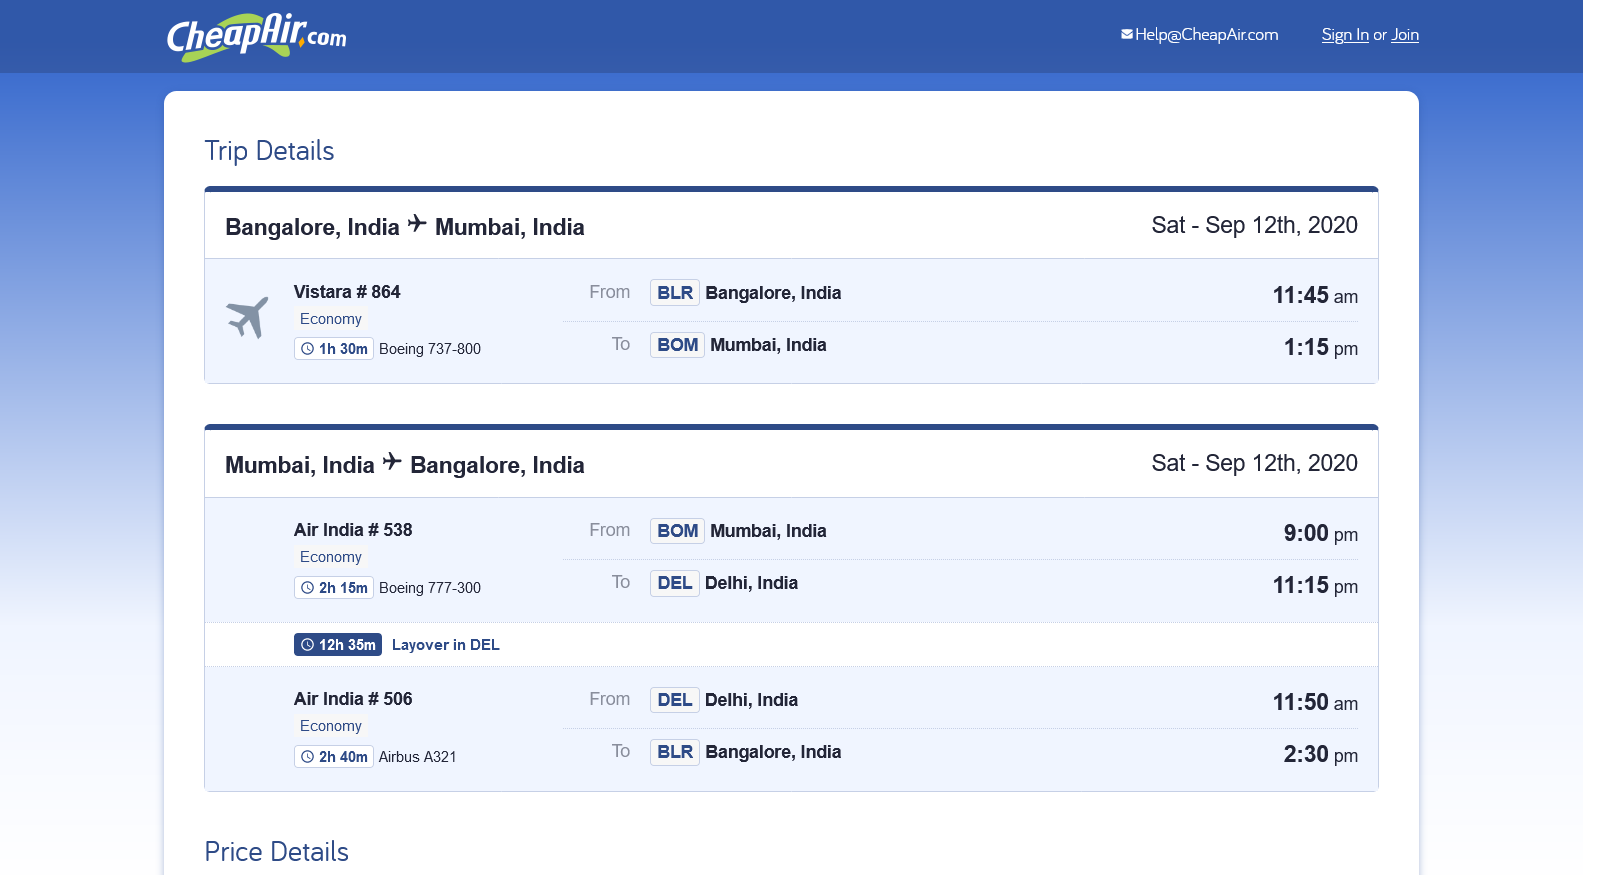 CheapAir.com
Help@CheapAir.com
Sign In or Join
Trip Details
Bangalore, India Mumbai, India
Sat - Sep 12th, 2020
Vistara # 864
Economy
1h 30m Boeing 737-800
From BLR Bangalore, India 11:45 am
To BOM Mumbai, India 1:15 pm
Mumbai, India Bangalore, India
Sat - Sep 12th, 2020
Air India # 538
Economy
2h 15m Boeing 777-300
From BOM Mumbai, India 9:00 pm
To DEL Delhi, India 11:15 pm
12h 35m Layover in DEL
Air India # 506
Economy
2h 40m Airbus A321
From DEL Delhi, India 11:50 am
To BLR Bangalore, India 2:30 pm
Price Details